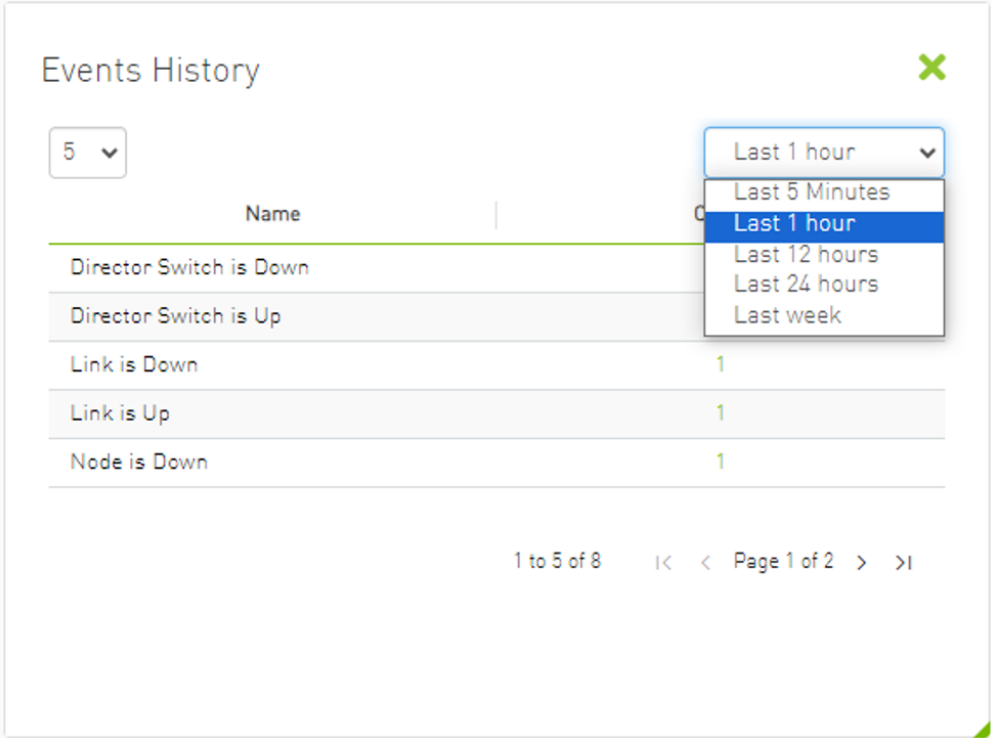 Events History
5
Last 1 hour
Last 5 Minutes
Last 1 hour
Last 12 hours
Last 24 hours
Last week
Name
Director Switch is Down
Director Switch is Up
Link is Down 1
Link is Up 1
Node is Down 1
1 to 5 of 8 Page 1 of 2